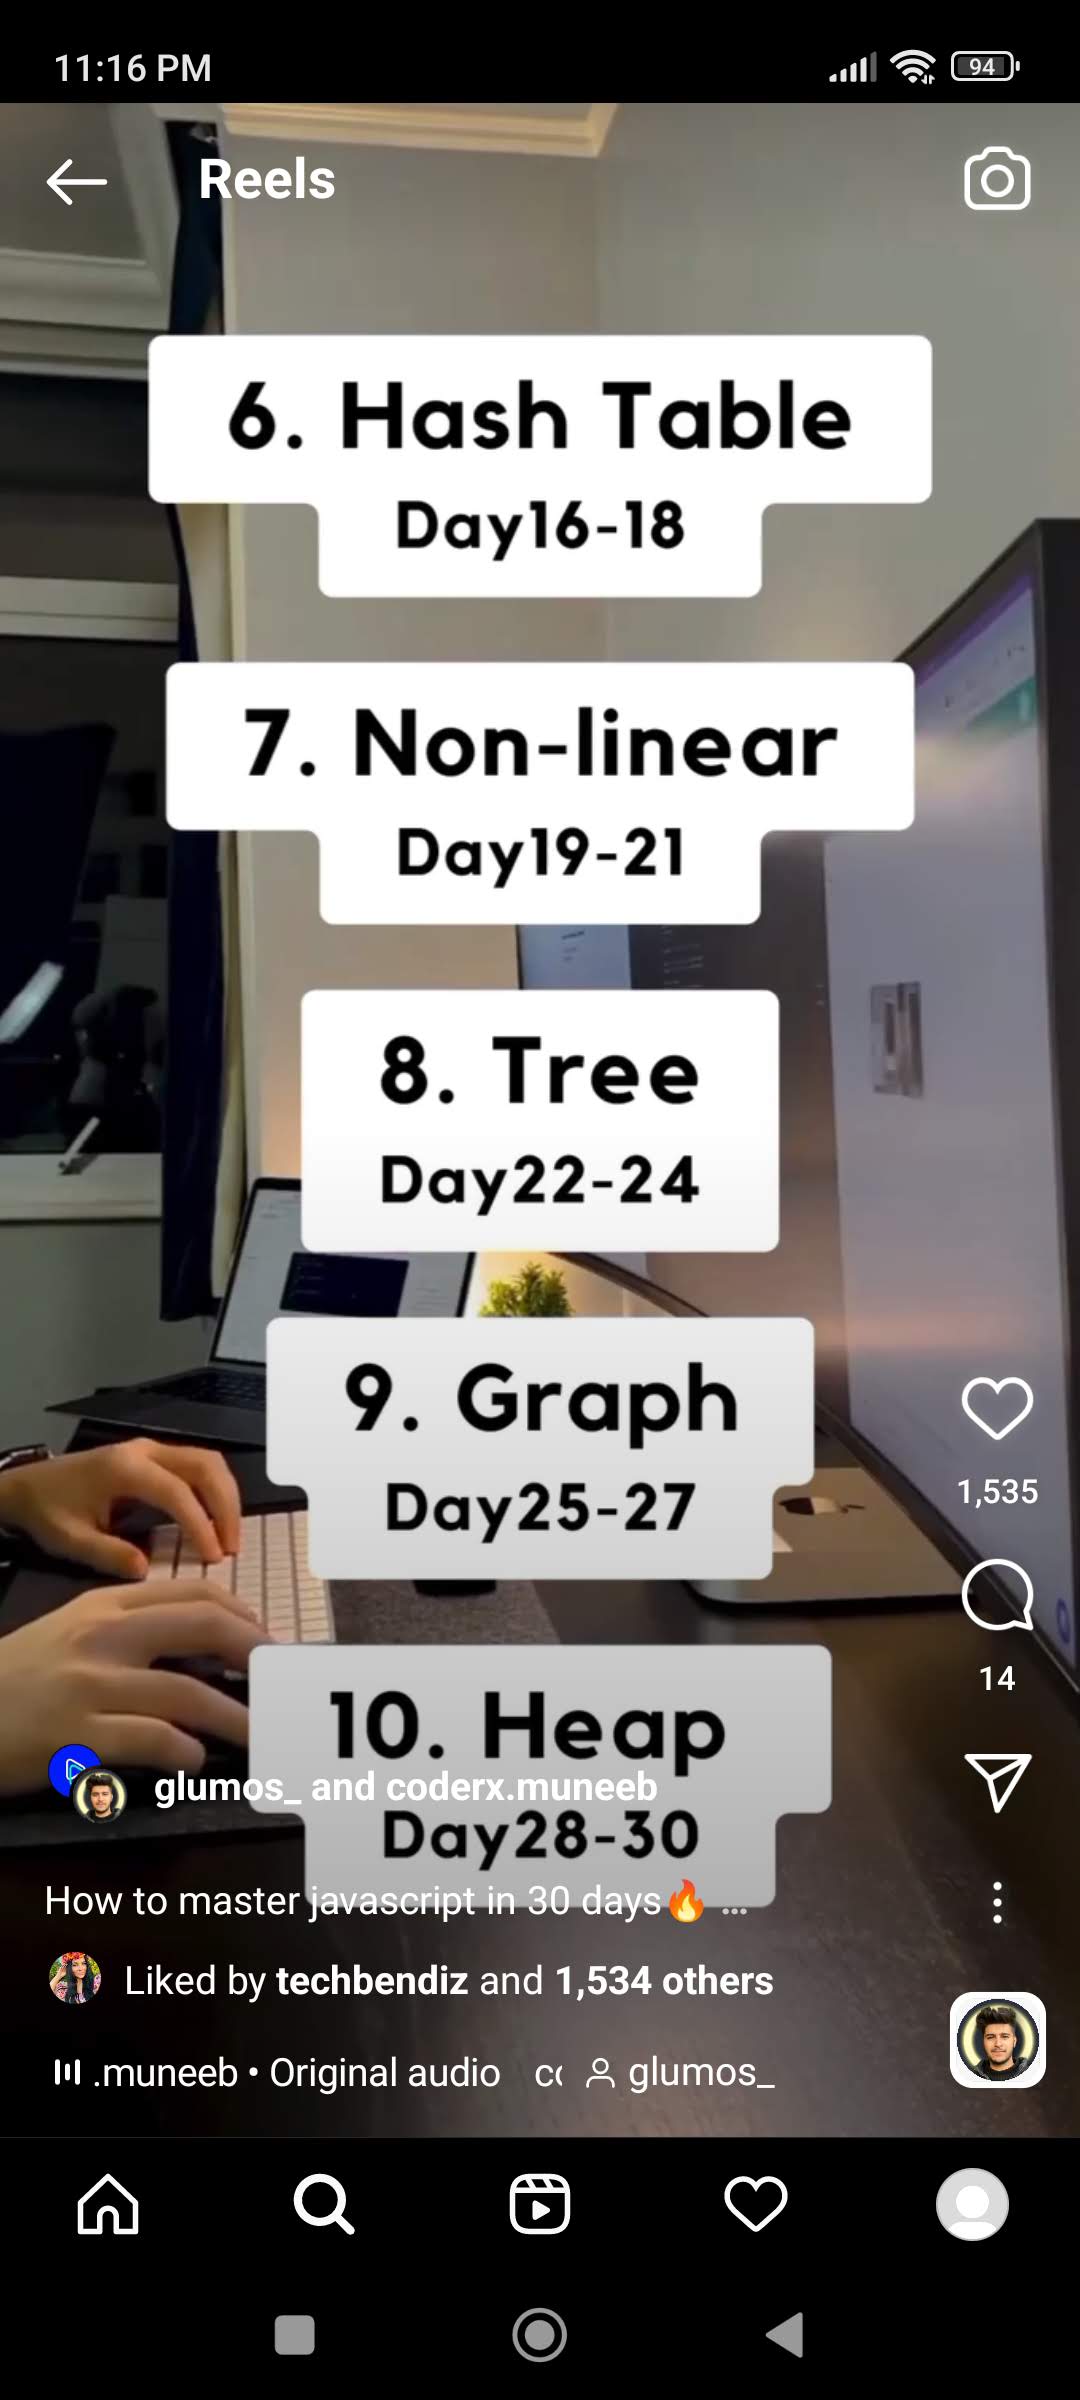 11:16 PM
94
Reels
6. Hash Table
Day16-18
7. Non-linear
Day19-21
8. Tree
Day22-24
9. Graph
Day25-27
1,535
14
10. Heap
glumos_ and coderx.muneeb
Day28-30
How to master javascript in 30 days🔥 ...
Liked by techbendiz and 1,534 others
.muneeb • Original audio co glumos_